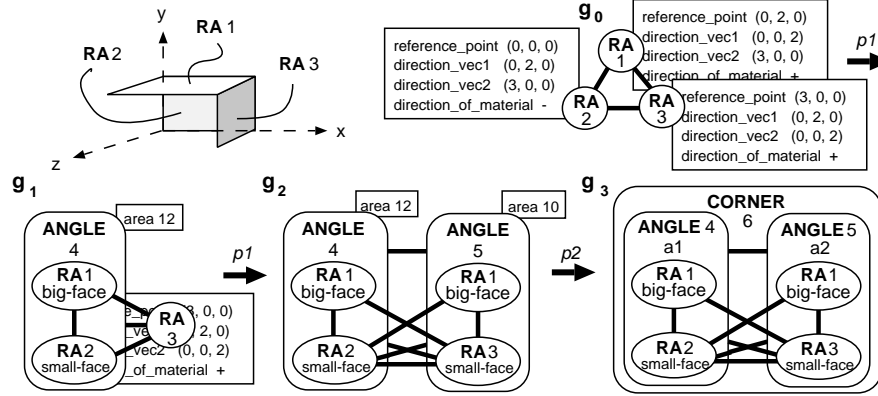 y
RA 1
RA 2
RA 3
x
z
g0
reference_point (0, 0, 0)
direction_vec1 (0, 2, 0)
direction_vec2 (3, 0, 0)
direction_of_material -
RA
1
RA
2
RA
3
reference_point (0, 2, 0)
direction_vec1 (0, 0, 2)
direction_vec2 (3, 0, 0)
direction_of_material +
reference_point (3, 0, 0)
direction_vec1 (0, 2, 0)
direction_vec2 (0, 0, 2)
direction_of_material +
p1
g1
ANGLE
4
area 12
RA 1
big-face
RA 2
small-face
RA
3
3, 0, 0)
2, 0)
vec2 (0, 0, 2)
_of_material +
p1
g2
area 12
ANGLE
4
RA 1
big-face
RA 2
small-face
area 10
ANGLE
5
RA 1
big-face
RA 3
small-face
p2
g3
CORNER
6
ANGLE 4
a1
RA 1
big-face
RA 2
small-face
ANGLE 5
a2
RA 1
big-face
RA 3
small-face